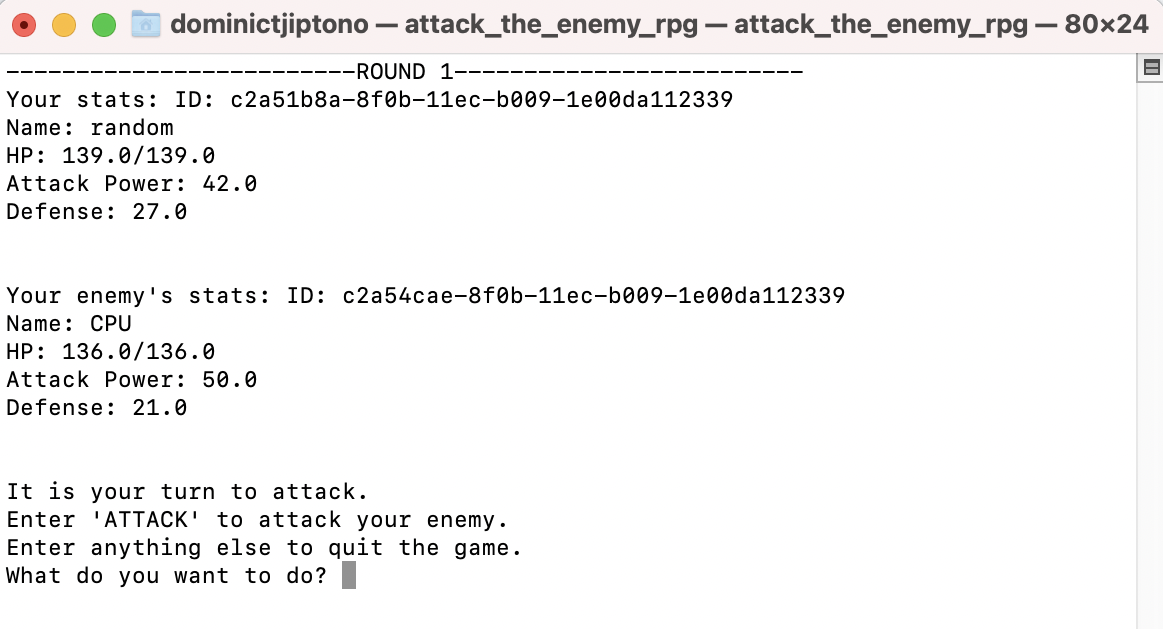 dominictjiptono — attack_the_enemy_rpg — attack_the_enemy_rpg — 80×24
-------------------------ROUND 1-------------------------
Your stats: ID: c2a51b8a-8f0b-11ec-b009-1e00da112339
Name: random
HP: 139.0/139.0
Attack Power: 42.0
Defense: 27.0
Your enemy's stats: ID: c2a54cae-8f0b-11ec-b009-1e00da112339
Name: CPU
HP: 136.0/136.0
Attack Power: 50.0
Defense: 21.0
It is your turn to attack.
Enter 'ATTACK' to attack your enemy.
Enter anything else to quit the game.
What do you want to do?